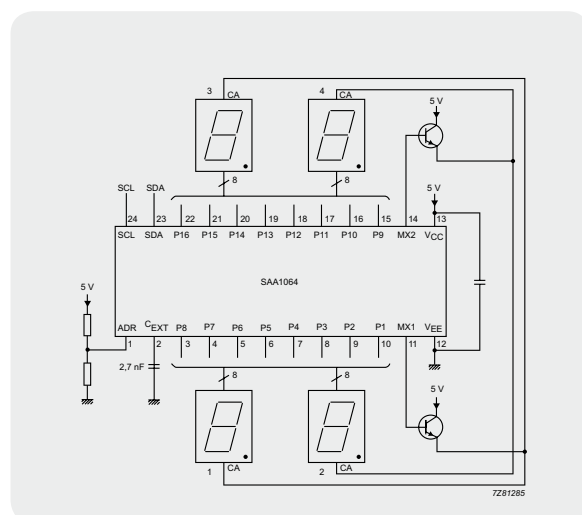 3 CA 4 CA
5 V
8 8
SCL SDA
5 V
24 23 22 21 20 19 18 17 16 15 14 13
SCL SDA P16 P15 P14 P13 P12 P11 P10 P9 MX2 VCC
SAA1064
5 V
ADR CEXT P8 P7 P6 P5 P4 P3 P2 P1 MX1 VEE
1 2 3 4 5 6 7 8 9 10 11 12
2,7 nF
8 8
5 V
1 CA 2 CA
7Z81285